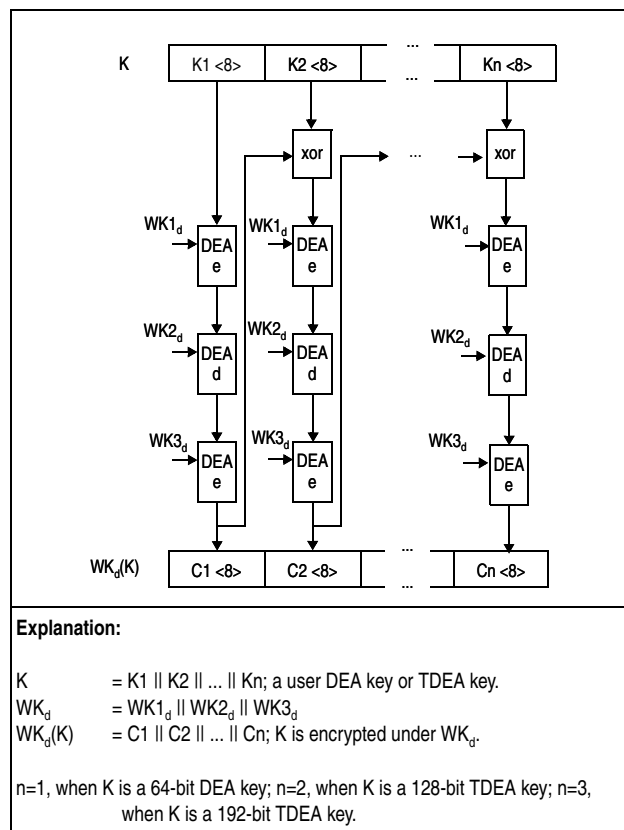 ...
K K1 <8> K2 <8> Kn <8>
...
xor ... xor
WK1d WK1d WK1d
DEA DEA DEA
e e e
WK2d WK2d WK2d
DEA DEA DEA
d d d
WK3d WK3d WK3d
DEA DEA DEA
e e e
...
WKd(K) C1 <8> C2 <8> Cn <8>
...
Explanation:
K = K1 || K2 || ... || Kn; a user DEA key or TDEA key.
WKd = WK1d || WK2d || WK3d
WKd(K) = C1 || C2 || ... || Cn; K is encrypted under WKd.
n=1, when K is a 64-bit DEA key; n=2, when K is a 128-bit TDEA key; n=3,
when K is a 192-bit TDEA key.